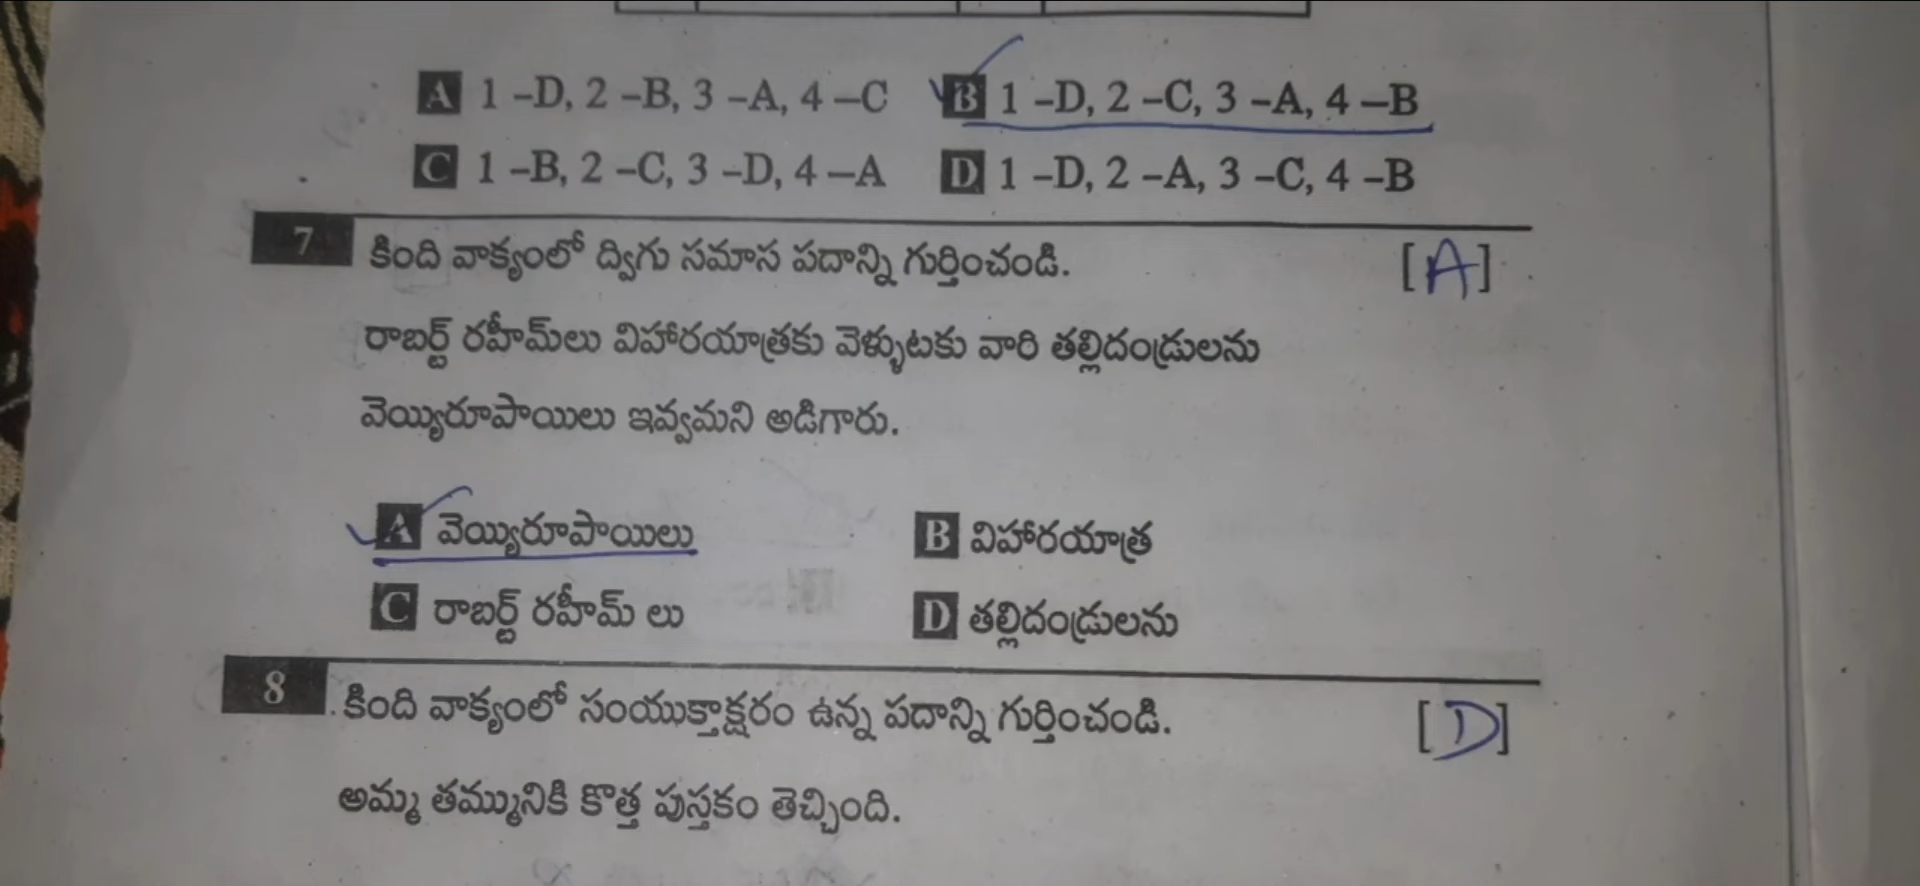 A 1 –D, 2 –B, 3 –A, 4 –C B 1 –D, 2 –C, 3 –A, 4 –B
C 1 –B, 2 –C, 3 –D, 4 –A D 1 –D, 2 –A, 3 –C, 4 –B
7 కింది వాక్యంలో ద్విగు సమాస పదాన్ని గుర్తించండి. [A]
రాబర్ట్ రహీమ్‌లు విహారయాత్రకు వెళ్ళుటకు వారి తల్లిదండ్రులను
వెయ్యిరూపాయిలు ఇవ్వమని అడిగారు.
A వెయ్యిరూపాయిలు B విహారయాత్ర
C రాబర్ట్ రహీమ్ లు D తల్లిదండ్రులను
8 కింది వాక్యంలో సంయుక్తాక్షరం ఉన్న పదాన్ని గుర్తించండి. [D]
అమ్మ తమ్మునికి కొత్త పుస్తకం తెచ్చింది.